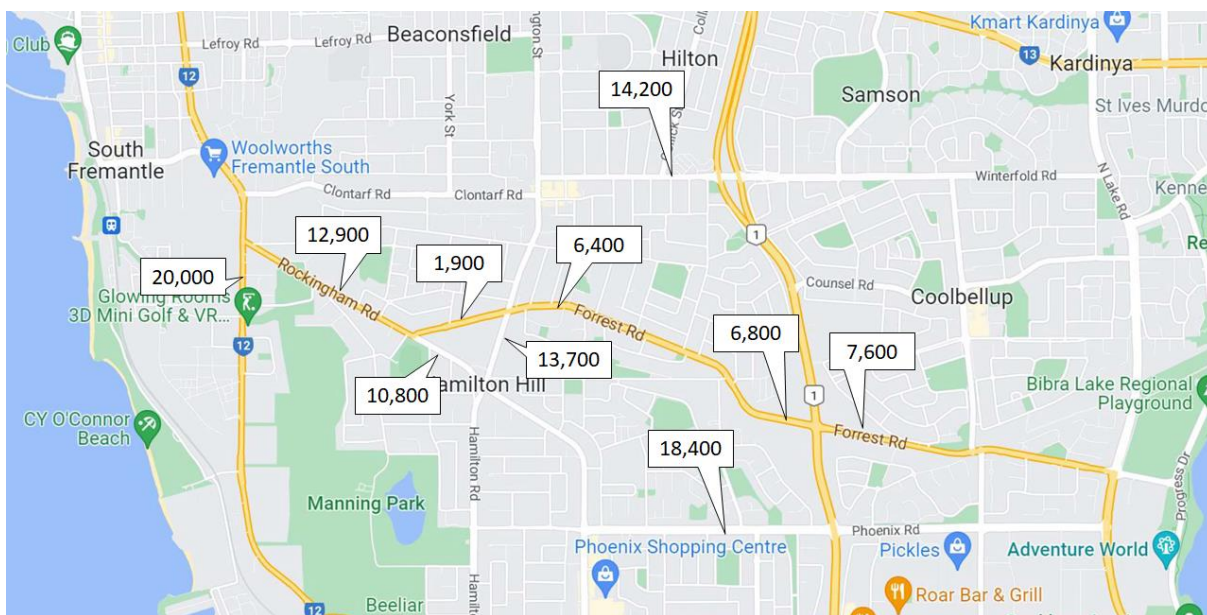 Club
Lefroy Rd
Lefroy Rd
Beaconsfield
12
Hilton
Kmart Kardinya
13
Kardinya
14,200
Samson
York St
St Ives Murdo
South
Fremantle
Woolworths
Fremantle South
Clontarf Rd
Clontarf Rd
Winterfold Rd
N Lake Rd
Kenne
Re
12,900
1,900
6,400
1
20,000
Rockingham Rd
Glowing Rooms
3D Mini Golf & VR...
12
Counsel Rd
Coolbellup
Forrest Rd
6,800
7,600
13,700
10,800
amilton Hill
1
Bibra Lake Regional
Playground
CY O'Connor
Beach
Forrest Rd
18,400
Hamilton Rd
Manning Park
Progress Dr
Phoenix Rd
Phoenix Shopping Centre
Pickles
Adventure World
Roar Bar & Grill
12
Beeliar